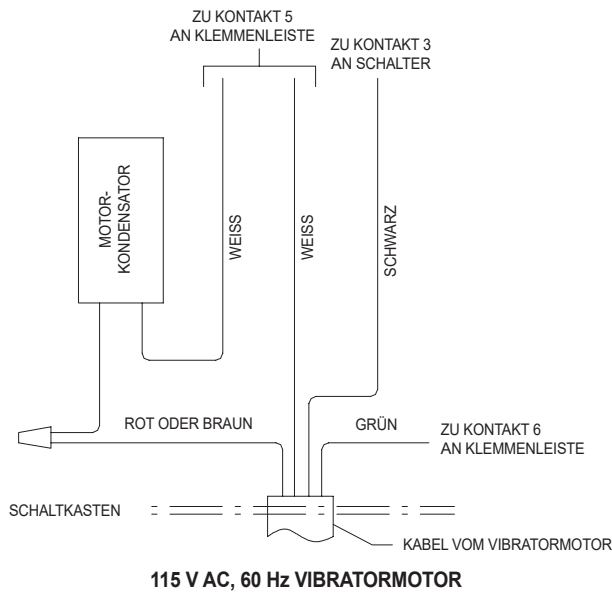 ZU KONTAKT 5
AN KLEMMENLEISTE
ZU KONTAKT 3
AN SCHALTER
MOTOR-
KONDENSATOR
WEISS
WEISS
SCHWARZ
ROT ODER BRAUN
GRÜN
ZU KONTAKT 6
AN KLEMMENLEISTE
SCHALTKASTEN
KABEL VOM VIBRATORMOTOR
115 V AC, 60 Hz VIBRATORMOTOR